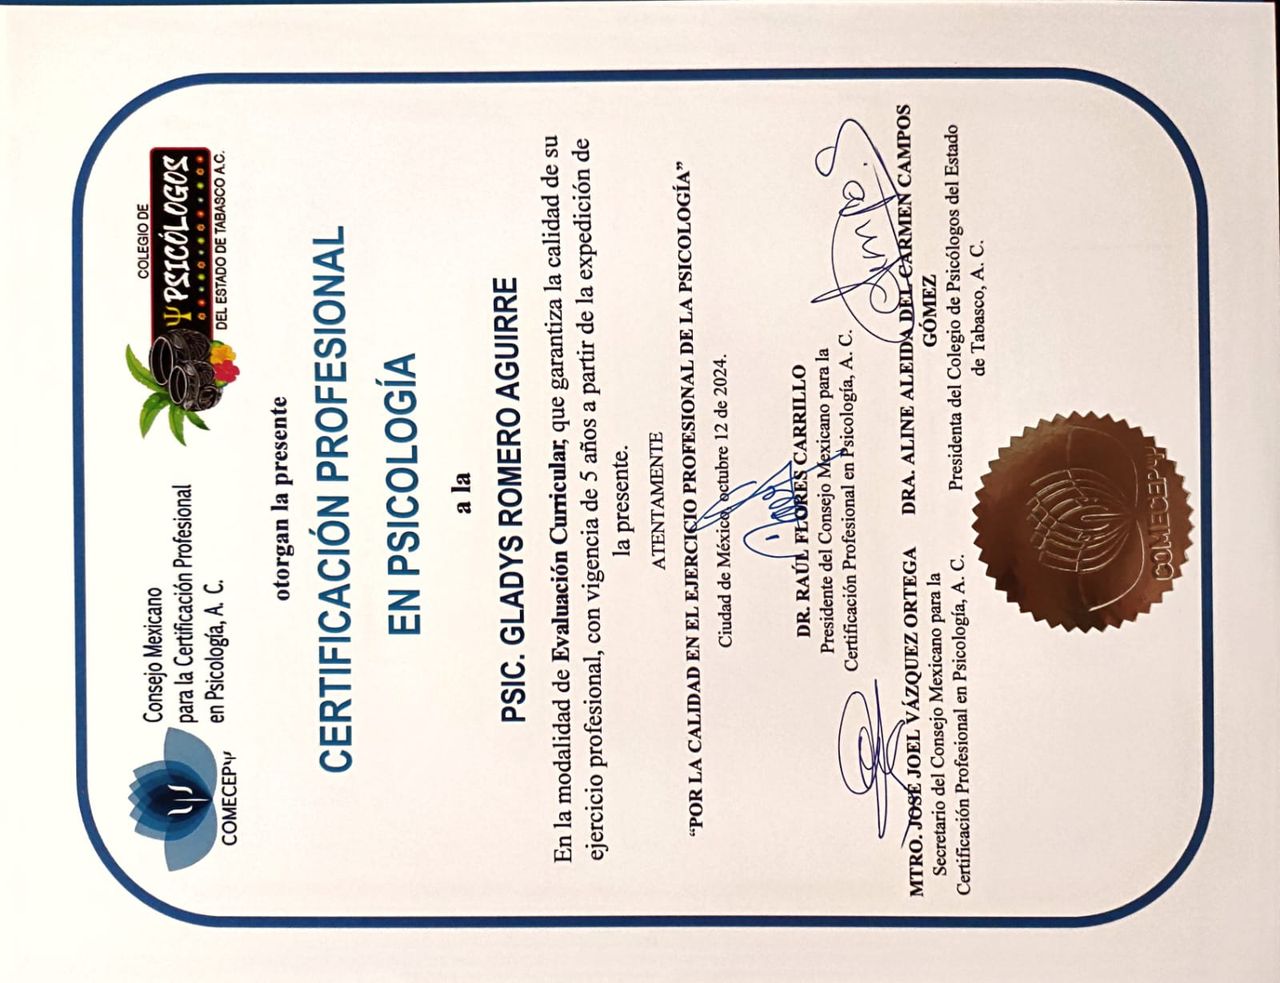 Consejo Mexicano
para la Certificación Profesional
en Psicología, A. C.
COMECEPΨ
COLEGIO DE
Ψ PSICÓLOGOS
DEL ESTADO DE TABASCO A.C.
otorgan la presente
CERTIFICACIÓN PROFESIONAL
EN PSICOLOGÍA
a la
PSIC. GLADYS ROMERO AGUIRRE
En la modalidad de Evaluación Curricular, que garantiza la calidad de su
ejercicio profesional, con vigencia de 5 años a partir de la expedición de
la presente.
ATENTAMENTE
“POR LA CALIDAD EN EL EJERCICIO PROFESIONAL DE LA PSICOLOGÍA”
Ciudad de México, octubre 12 de 2024.
DR. RAÚL FLORES CARRILLO
Presidente del Consejo Mexicano para la
Certificación Profesional en Psicología, A. C.
MTRO. JOSÉ JOEL VÁZQUEZ ORTEGA
Secretario del Consejo Mexicano para la
Certificación Profesional en Psicología, A. C.
DRA. ALINE ALEIDA DEL CARMEN CAMPOS
GÓMEZ
Presidenta del Colegio de Psicólogos del Estado
de Tabasco, A. C.
COMECEPΨ